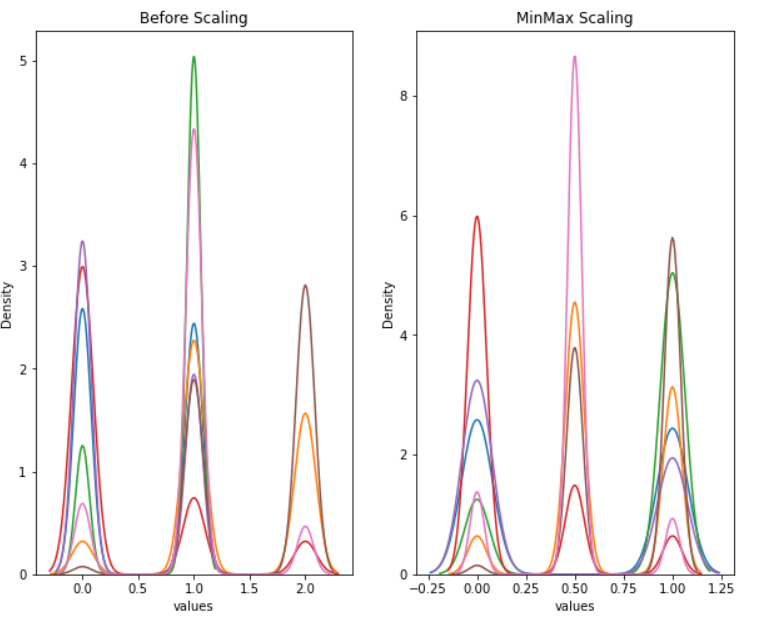 Before Scaling
MinMax Scaling
5
4
3
2
1
0
Density
0.0 0.5 1.0 1.5 2.0
values
8
6
4
2
0
Density
−0.25 0.00 0.25 0.50 0.75 1.00 1.25
values